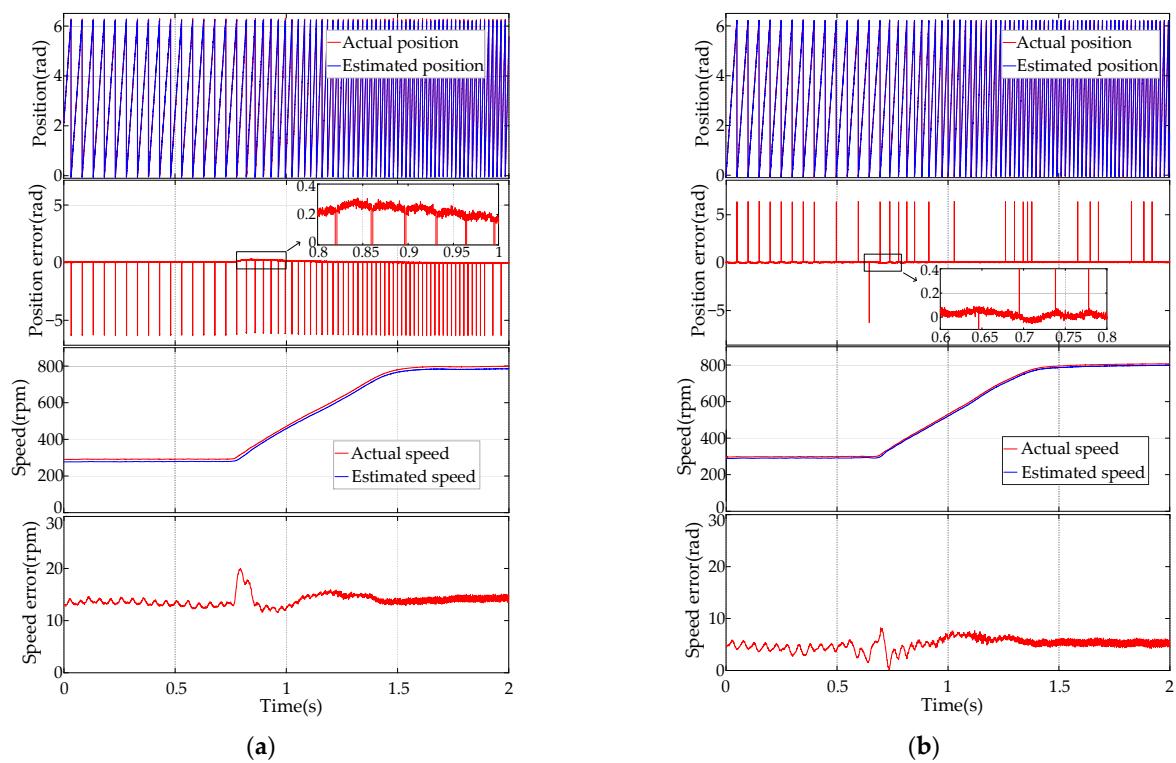 6
4
2
0
Position(rad)
Actual position
Estimated position
5
0
−5
Position error(rad)
0.4
0.2
0
0.8 0.85 0.9 0.95 1
800
600
400
200
0
Speed(rpm)
Actual speed
Estimated speed
30
20
10
0
Speed error(rpm)
0 0.5 1 1.5 2
Time(s)
(a)
6
4
2
0
Position(rad)
Actual position
Estimated position
5
0
−5
Position error(rad)
0.4
0.2
0
0.6 0.65 0.7 0.75 0.8
800
600
400
200
0
Speed(rpm)
Actual speed
Estimated speed
30
20
10
0
Speed error(rad)
0 0.5 1 1.5 2
Time(s)
(b)